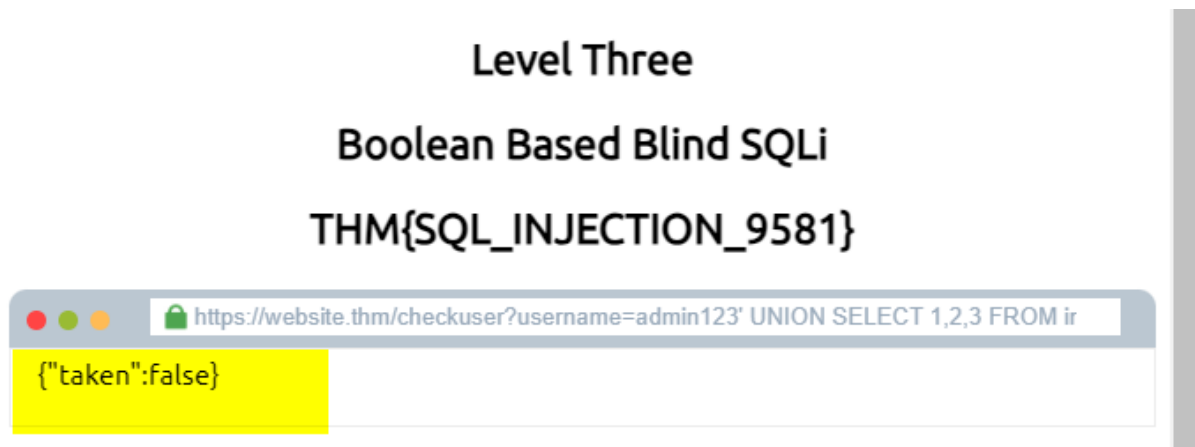 Level Three
Boolean Based Blind SQLi
THM{SQL_INJECTION_9581}
https://website.thm/checkuser?username=admin123' UNION SELECT 1,2,3 FROM ir
{"taken":false}